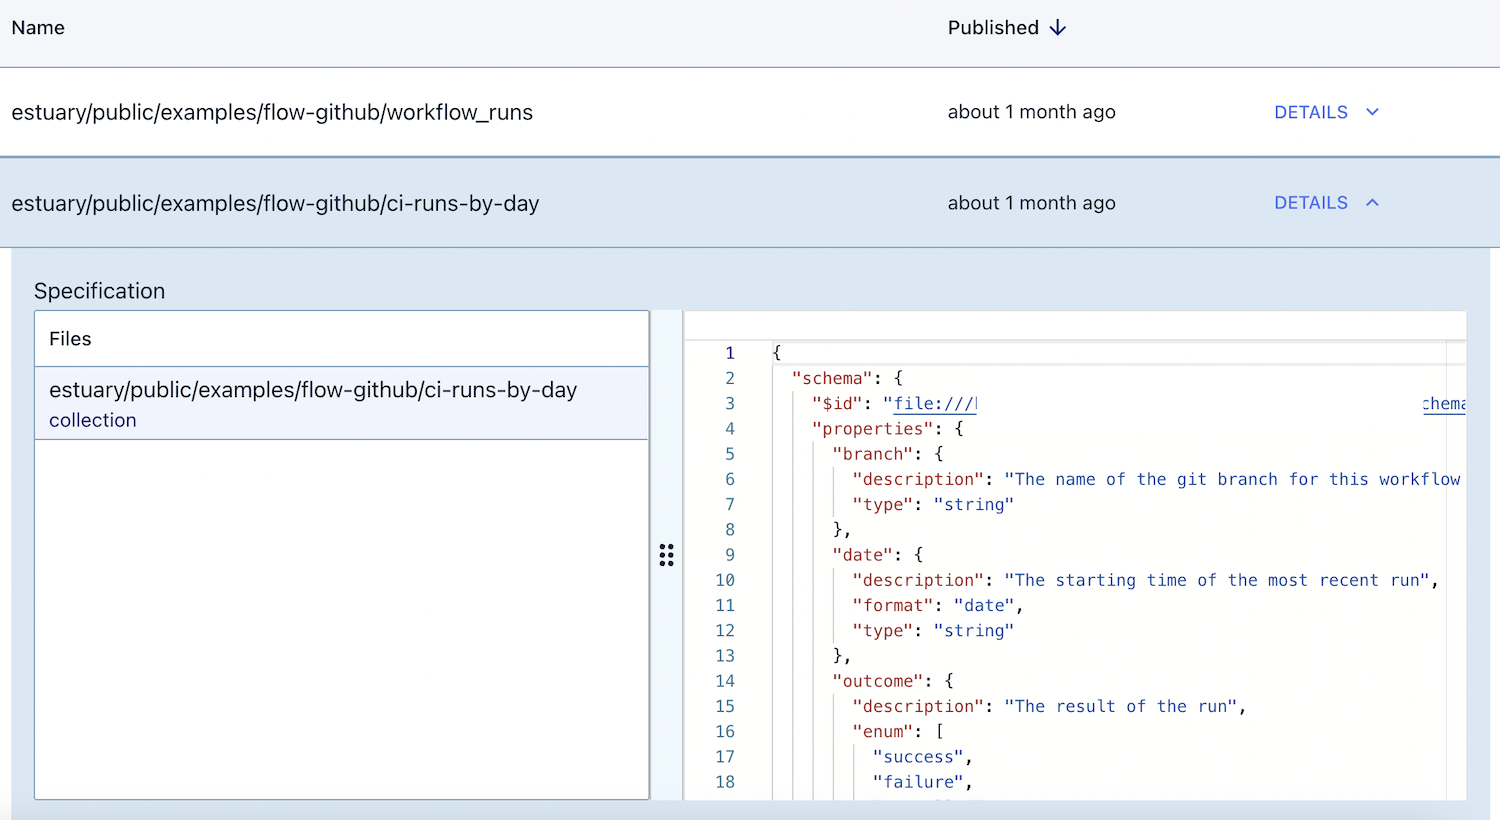 Name Published
estuary/public/examples/flow-github/workflow_runs about 1 month ago DETAILS
estuary/public/examples/flow-github/ci-runs-by-day about 1 month ago DETAILS
Specification
Files
estuary/public/examples/flow-github/ci-runs-by-day
collection
1 {
2 "schema": {
3 "$id": "file:///
4 "properties": {
5 "branch": {
6 "description": "The name of the git branch for this workflow
7 "type": "string"
8 },
9 "date": {
10 "description": "The starting time of the most recent run",
11 "format": "date",
12 "type": "string"
13 },
14 "outcome": {
15 "description": "The result of the run",
16 "enum": [
17 "success",
18 "failure",